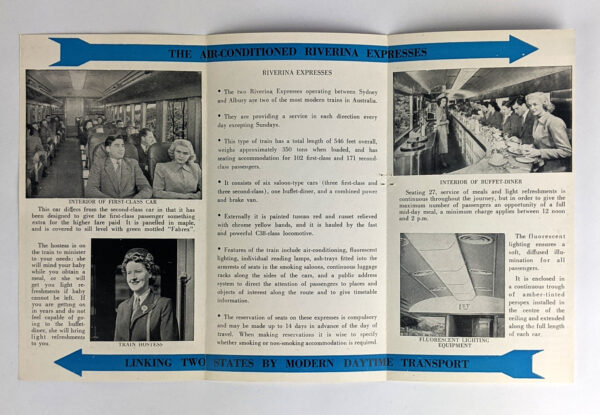 THE AIR-CONDITIONED RIVERINA EXPRESSES
INTERIOR OF FIRST-CLASS CAR
This car differs from the second-class car in that it has
been designed to give the first-class passenger something
extra for the higher fare paid. It is panelled in maple,
and is covered to sill level with green mottled "Fabrex".
The hostess is on
the train to minister
to your needs; she
will mind your baby
while you obtain a
meal, or she will
get you light re-
freshments if baby
cannot be left. If
you are getting on
in years and do not
feel capable of go-
ing to the buffet-
diner, she will bring
light refreshments
to you.
TRAIN HOSTESS
RIVERINA EXPRESSES
• The two Riverina Expresses operating between Sydney
and Albury are two of the most modern trains in Australia.
• They are providing a service in each direction every
day excepting Sundays.
• This type of train has a total length of 546 feet overall,
weighs approximately 350 tons when loaded, and has
seating accommodation for 102 first-class and 171 second-
class passengers.
• It consists of six saloon-type cars (three first-class and
three second-class), one buffet-diner, and a combined power
and brake van.
• Externally it is painted tuscan red and russet relieved
with chrome yellow bands, and it is hauled by the fast
and powerful C38-class locomotive.
• Features of the train include air-conditioning, fluorescent
lighting, individual reading lamps, ash-trays fitted into the
armrests of seats in the smoking saloons, continuous luggage
racks along the sides of the cars, and a public address
system to direct the attention of passengers to places and
objects of interest along the route and to give timetable
information.
• The reservation of seats on these expresses is compulsory
and may be made up to 14 days in advance of the day of
travel. When making reservations it is wise to specify
whether smoking or non-smoking accommodation is required.
INTERIOR OF BUFFET-DINER
Seating 27, service of meals and light refreshments is
continuous throughout the journey, but in order to give the
maximum number of passengers an opportunity of a full
mid-day meal, a minimum charge applies between 12 noon
and 2 p.m.
The fluorescent
lighting ensures a
soft, diffused illu-
mination for all
passengers.
It is enclosed in
a continuous trough
of amber-tinted
perspex installed in
the centre of the
ceiling and extended
along the full length
of each car.
FLUORESCENT LIGHTING
EQUIPMENT
LINKING TWO STATES BY MODERN DAYTIME TRANSPORT